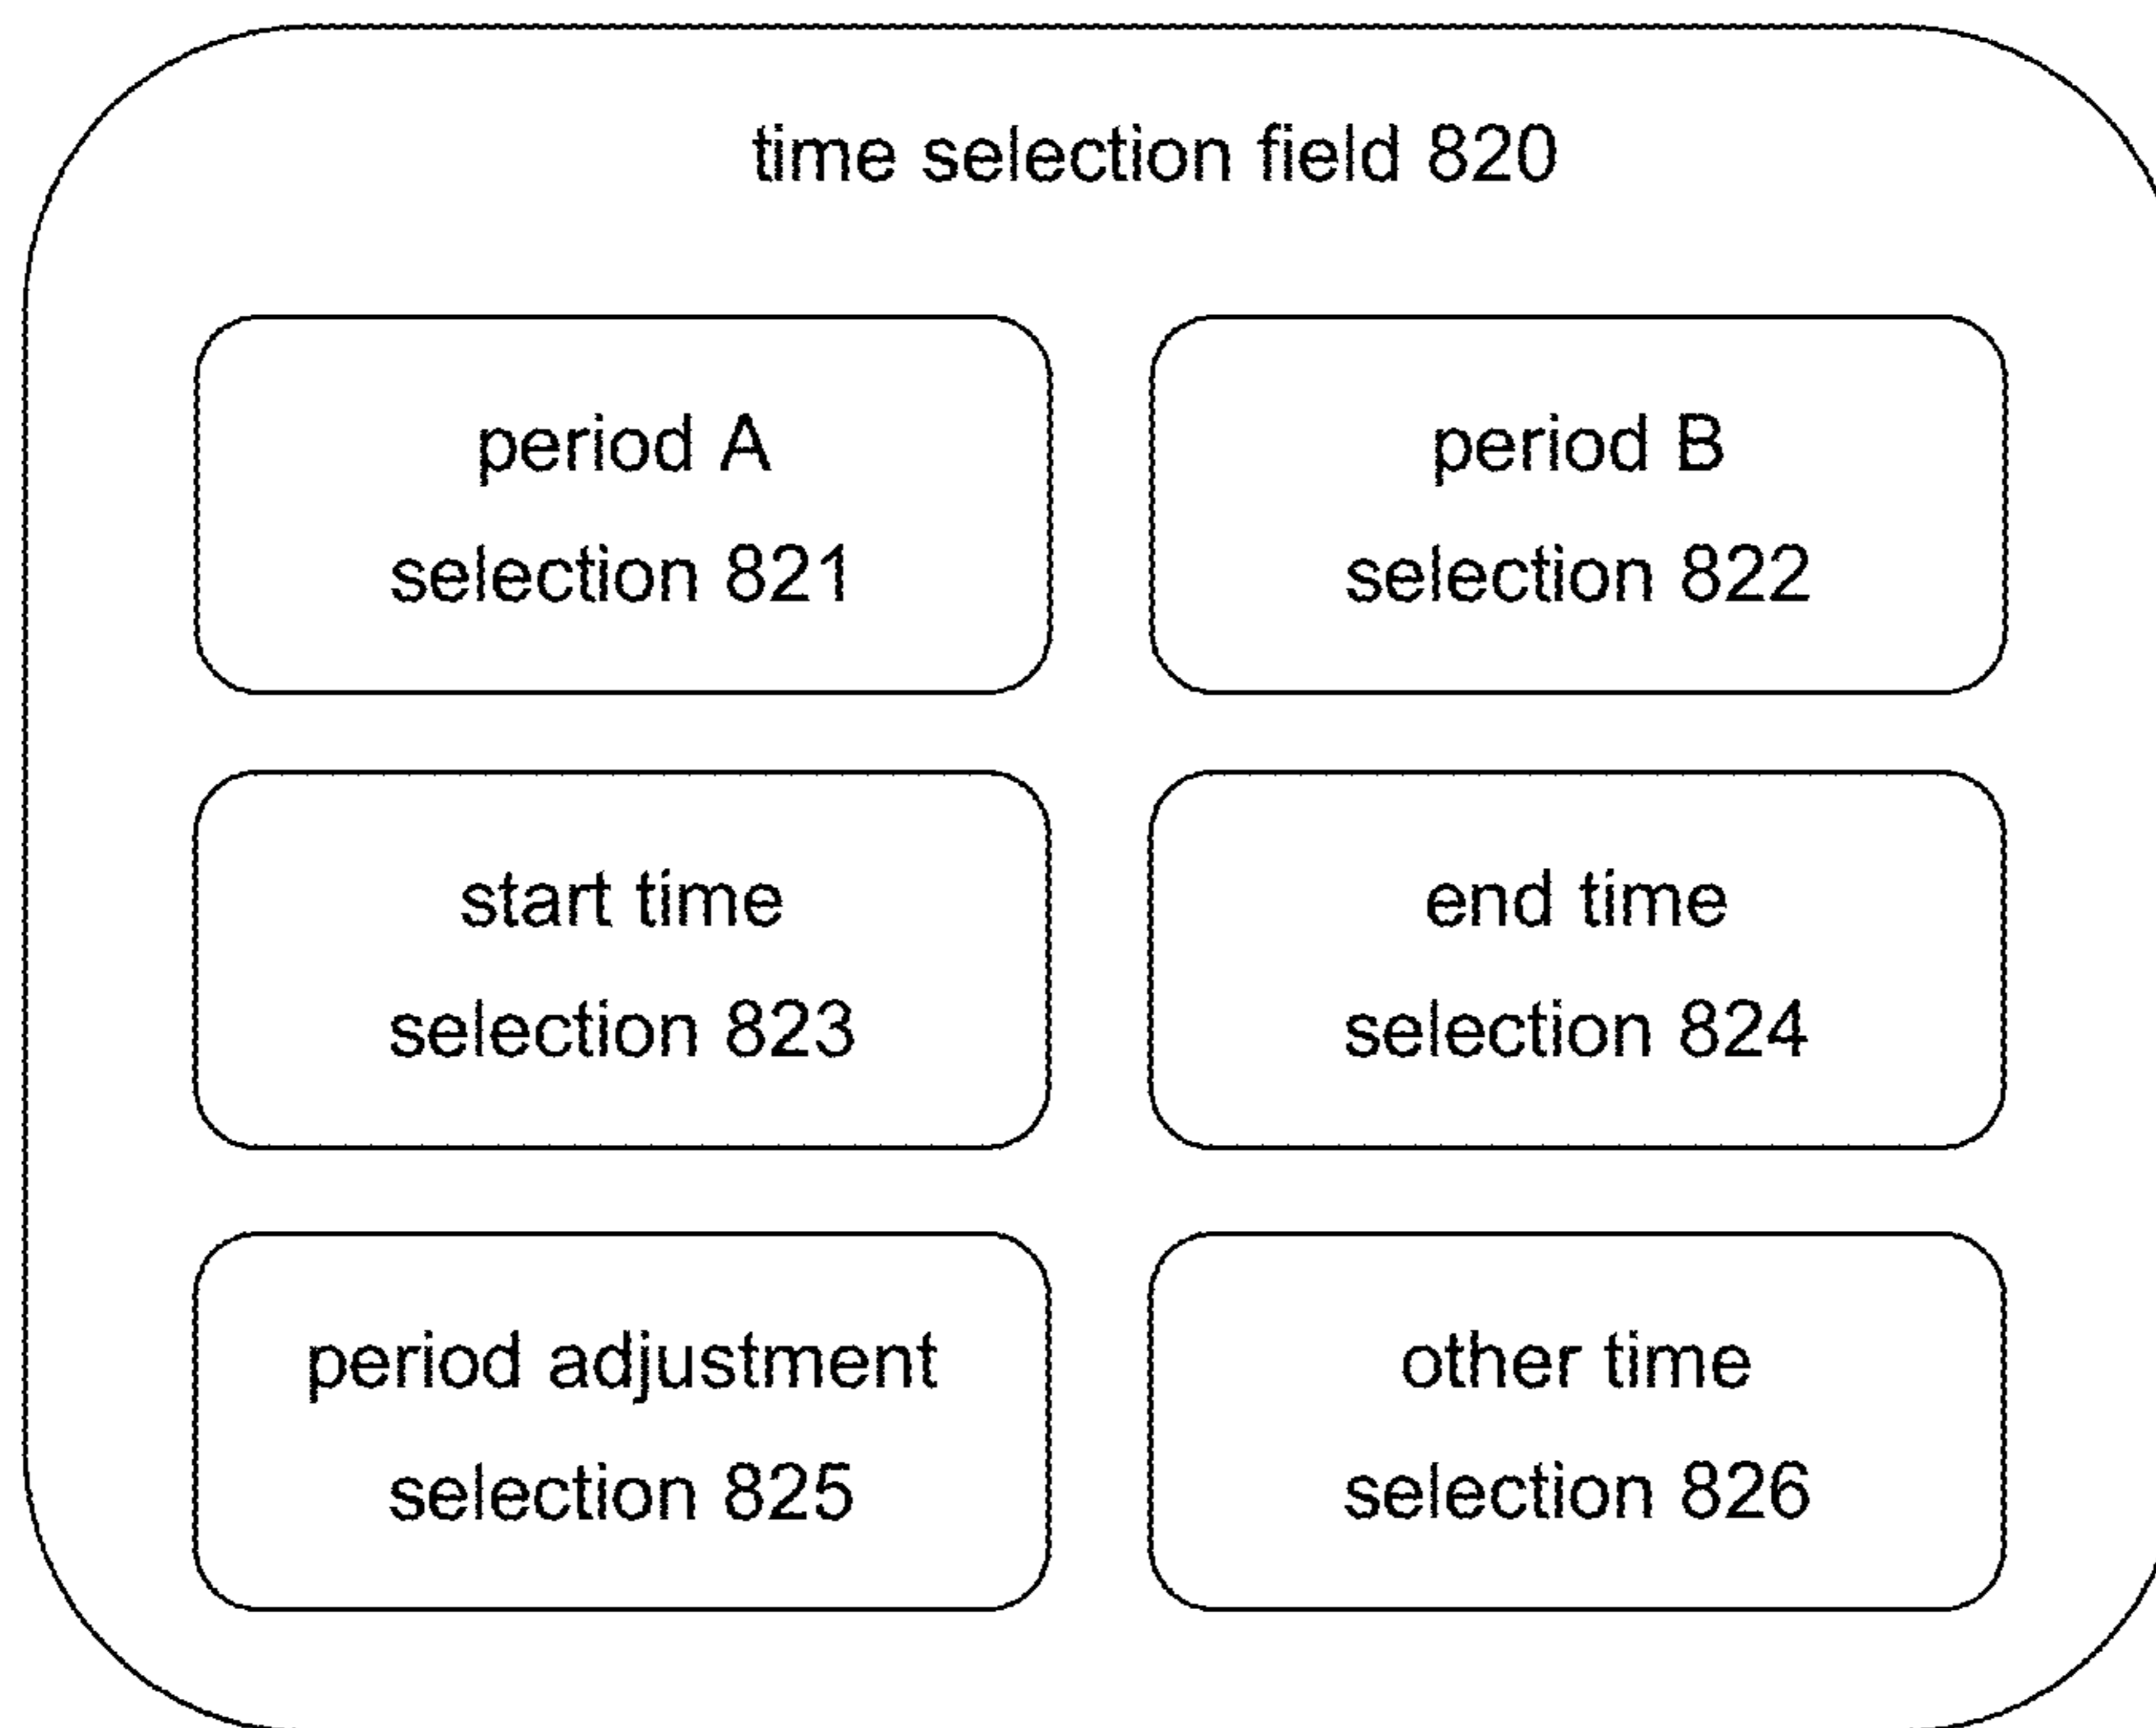 time selection field 820
period A
selection 821
period B
selection 822
start time
selection 823
end time
selection 824
period adjustment
selection 825
other time
selection 826